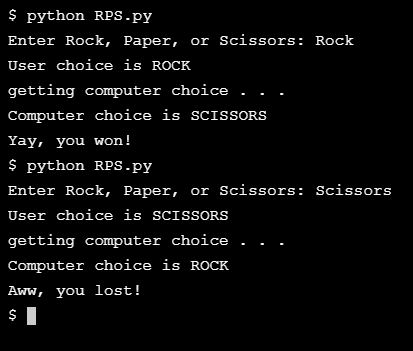 $ python RPS.py
Enter Rock, Paper, or Scissors: Rock
User choice is ROCK
getting computer choice . . .
Computer choice is SCISSORS
Yay, you won!
$ python RPS.py
Enter Rock, Paper, or Scissors: Scissors
User choice is SCISSORS
getting computer choice . . .
Computer choice is ROCK
Aww, you lost!
$